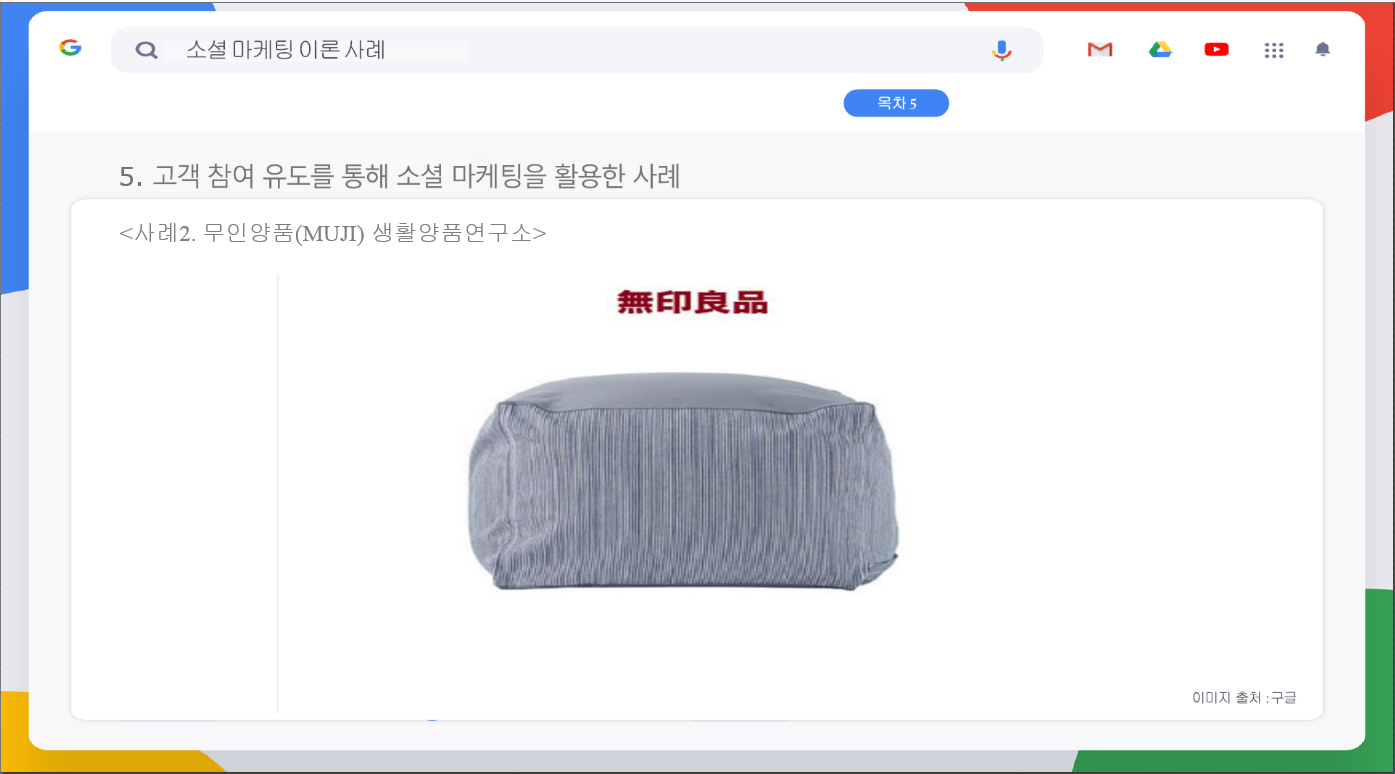 소셜 마케팅 이론 사례
목차 5
5. 고객 참여 유도를 통해 소셜 마케팅을 활용한 사례
<사례2. 무인양품(MUJI) 생활양품연구소>
無印良品
이미지 출처 :구글